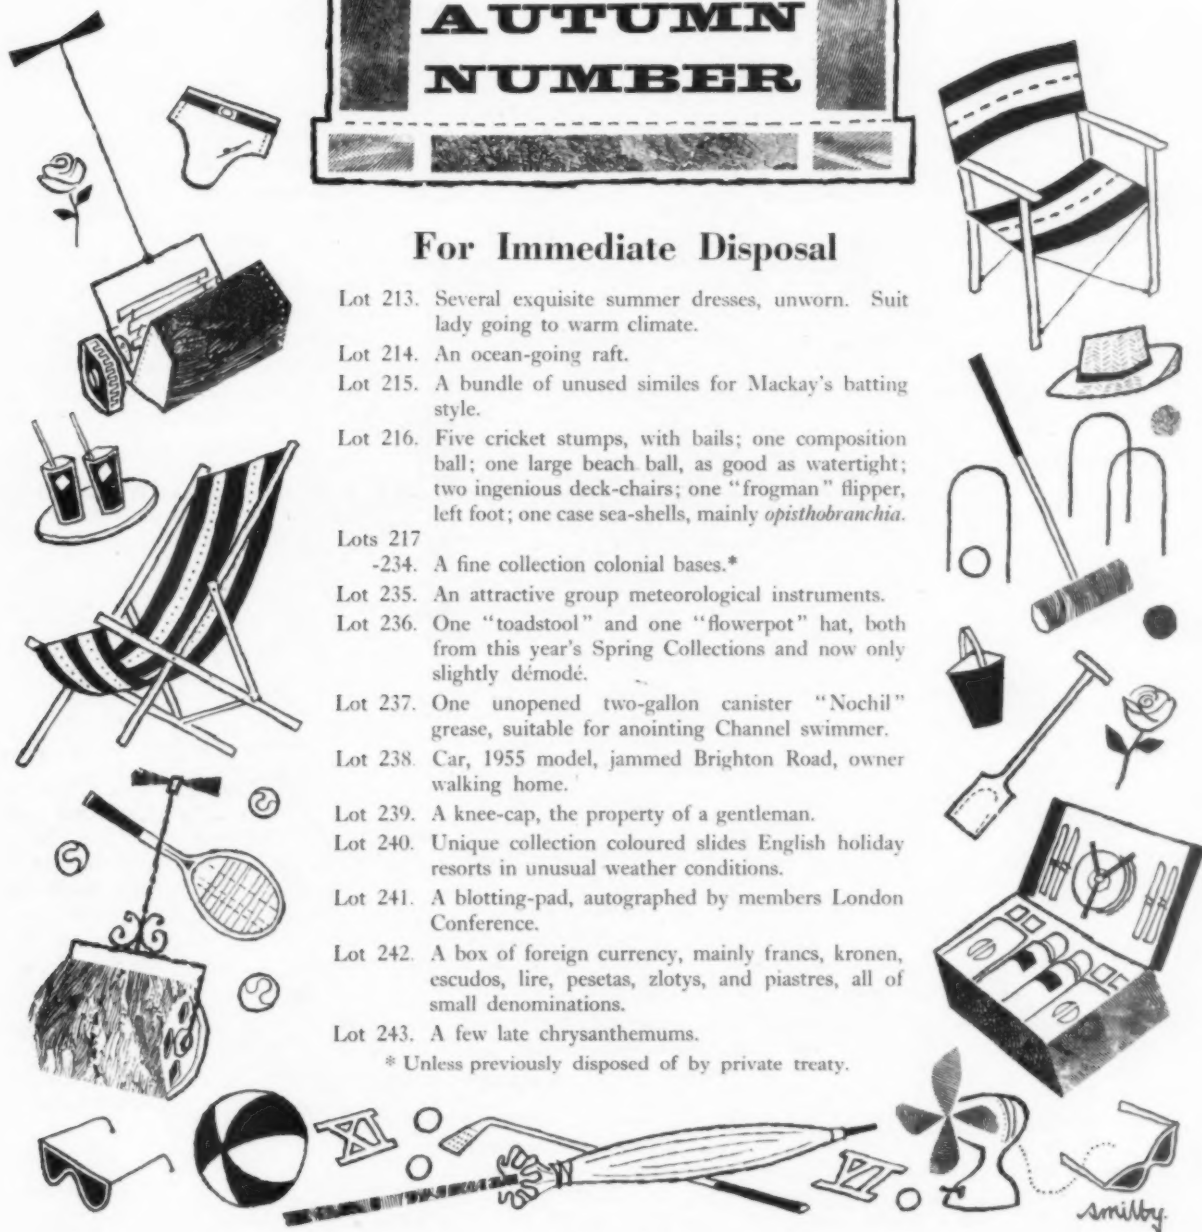 AUTUMN
NUMBER
For Immediate Disposal
Lot 213. Several exquisite summer dresses, unworn. Suit
lady going to warm climate.
Lot 214. An ocean-going raft.
Lot 215. A bundle of unused similes for Mackay's batting
style.
Lot 216. Five cricket stumps, with bails; one composition
ball; one large beach ball, as good as watertight;
two ingenious deck-chairs; one "frogman" flipper,
left foot; one case sea-shells, mainly opisthobranchia.
Lots 217
-234. A fine collection colonial bases.*
Lot 235. An attractive group meteorological instruments.
Lot 236. One "toadstool" and one "flowerpot" hat, both
from this year's Spring Collections and now only
slightly démodé.
Lot 237. One unopened two-gallon canister "Nochil"
grease, suitable for anointing Channel swimmer.
Lot 238. Car, 1955 model, jammed Brighton Road, owner
walking home.
Lot 239. A knee-cap, the property of a gentleman.
Lot 240. Unique collection coloured slides English holiday
resorts in unusual weather conditions.
Lot 241. A blotting-pad, autographed by members London
Conference.
Lot 242. A box of foreign currency, mainly francs, kronen,
escudos, lire, pesetas, zlotys, and piastres, all of
small denominations.
Lot 243. A few late chrysanthemums.
* Unless previously disposed of by private treaty.
XI
VI
smilby.